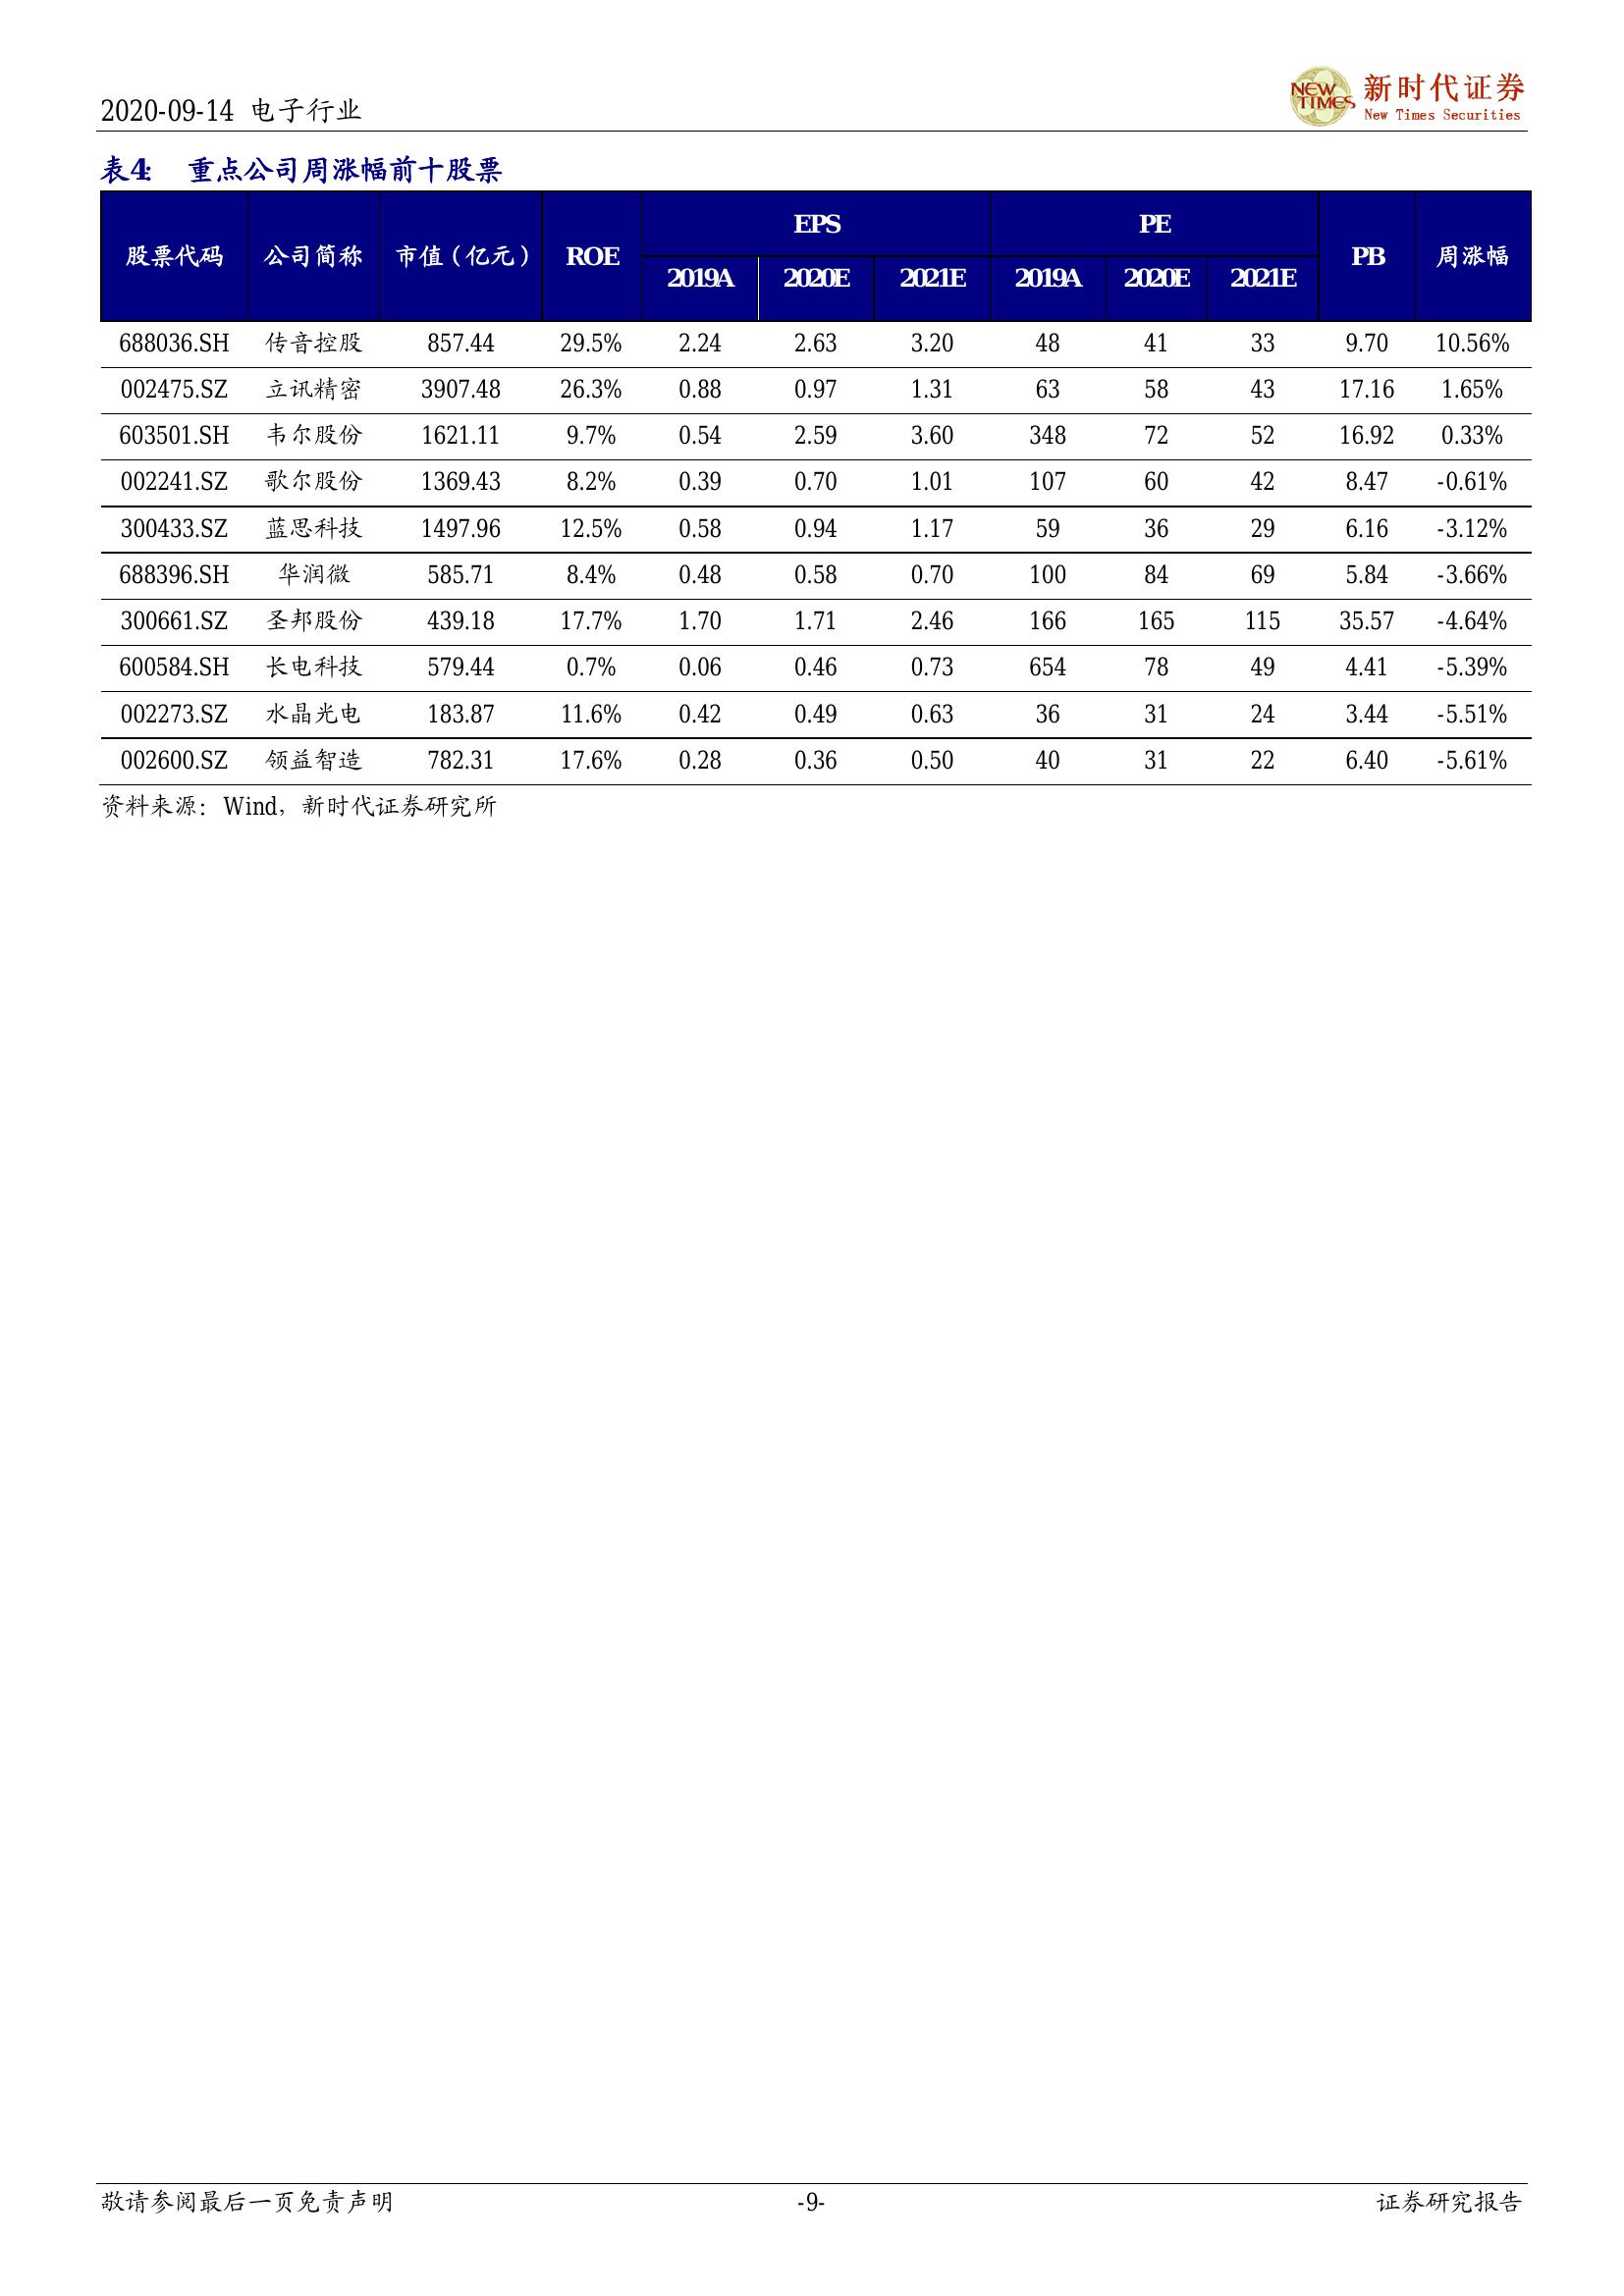 2020-09-14 电子行业
NEW TIMES 新时代证券
New Times Securities
表4: 重点公司周涨幅前十股票
股票代码 公司简称 市值（亿元） ROE EPS PE PB 周涨幅
2019A 2020E 2021E 2019A 2020E 2021E
688036.SH 传音控股 857.44 29.5% 2.24 2.63 3.20 48 41 33 9.70 10.56%
002475.SZ 立讯精密 3907.48 26.3% 0.88 0.97 1.31 63 58 43 17.16 1.65%
603501.SH 韦尔股份 1621.11 9.7% 0.54 2.59 3.60 348 72 52 16.92 0.33%
002241.SZ 歌尔股份 1369.43 8.2% 0.39 0.70 1.01 107 60 42 8.47 -0.61%
300433.SZ 蓝思科技 1497.96 12.5% 0.58 0.94 1.17 59 36 29 6.16 -3.12%
688396.SH 华润微 585.71 8.4% 0.48 0.58 0.70 100 84 69 5.84 -3.66%
300661.SZ 圣邦股份 439.18 17.7% 1.70 1.71 2.46 166 165 115 35.57 -4.64%
600584.SH 长电科技 579.44 0.7% 0.06 0.46 0.73 654 78 49 4.41 -5.39%
002273.SZ 水晶光电 183.87 11.6% 0.42 0.49 0.63 36 31 24 3.44 -5.51%
002600.SZ 领益智造 782.31 17.6% 0.28 0.36 0.50 40 31 22 6.40 -5.61%
资料来源：Wind，新时代证券研究所
敬请参阅最后一页免责声明 -9- 证券研究报告